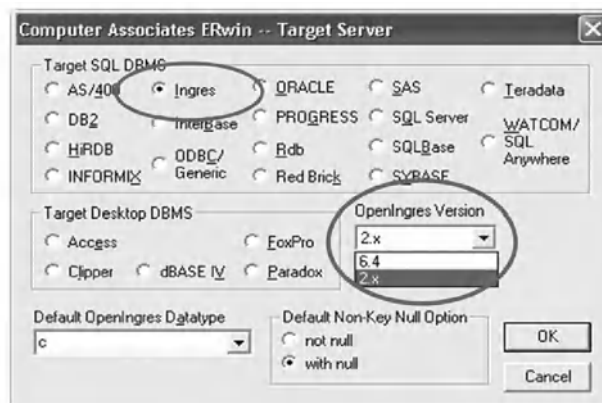 Computer Associates ERwin -- Target Server
Target SQL DBMS
AS/400 Ingres ORACLE SAS Teradata
DB2 InterBase PROGRESS SQL Server WATCOM/
SQL
Anywhere
HiRDB ODBC/
Generic Rdb SQLBase
INFORMIX Red Brick SYBASE
Target Desktop DBMS
Access FoxPro
Clipper dBASE IV Paradox
OpenIngres Version
2.x
6.4
2.x
Default OpenIngres Datatype
c
Default Non-Key Null Option
not null
with null
OK
Cancel